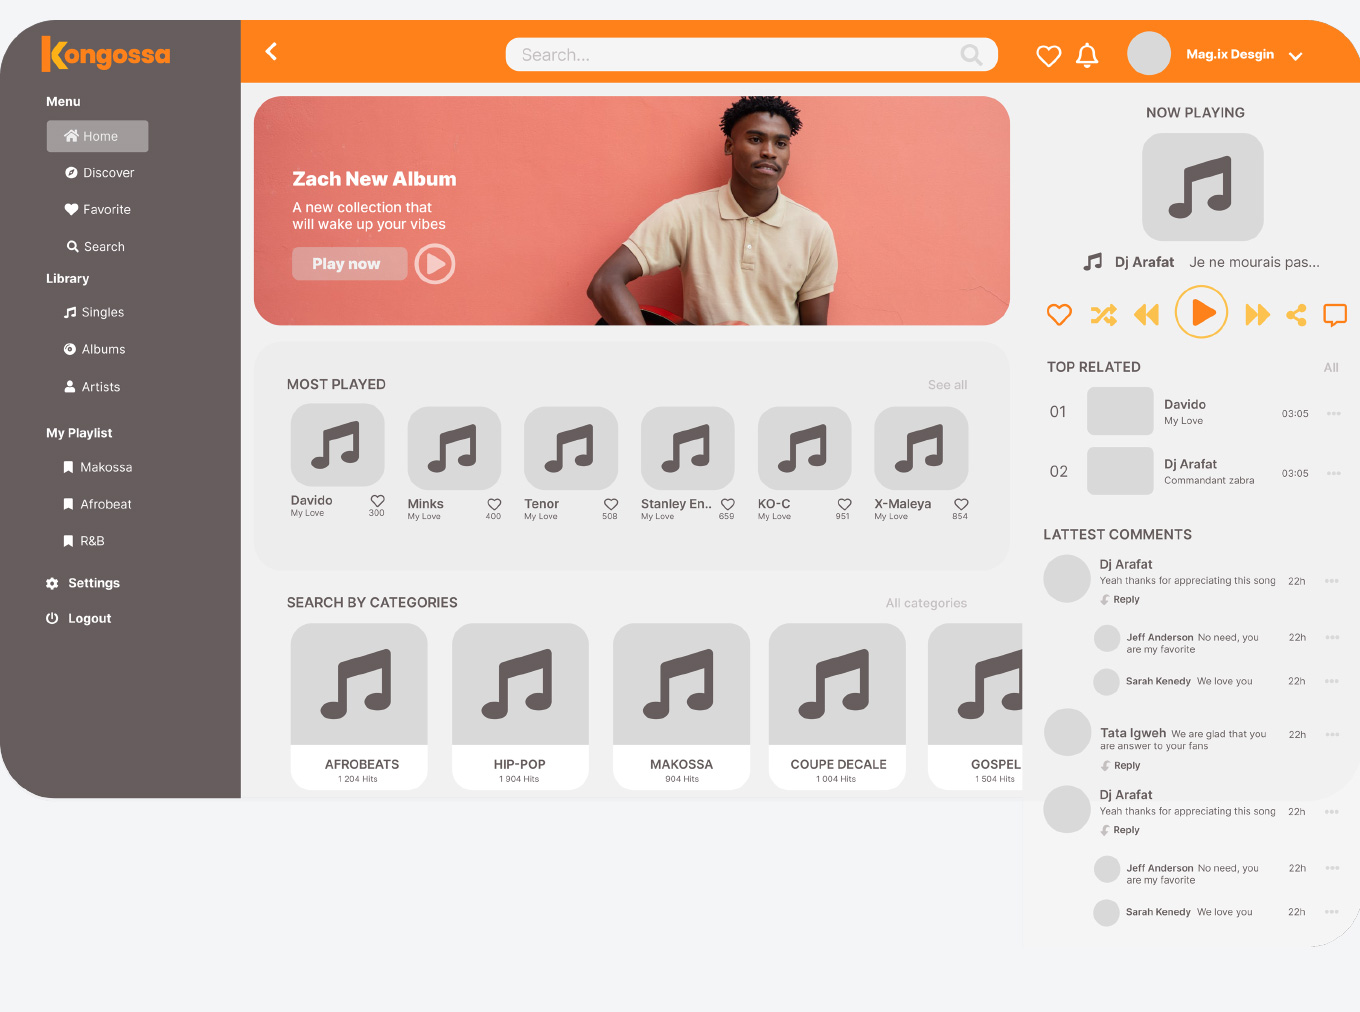 Kongossa
Search...
Mag.ix Desgin
Menu
Home
Discover
Favorite
Search
Library
Singles
Albums
Artists
My Playlist
Makossa
Afrobeat
R&B
Settings
Logout
Zach New Album
A new collection that
will wake up your vibes
Play now
MOST PLAYED
See all
Davido
My Love 300
Minks
My Love 400
Tenor
My Love 508
Stanley En..
My Love 659
KO-C
My Love 951
X-Maleya
My Love 854
SEARCH BY CATEGORIES
All categories
AFROBEATS
1 204 Hits
HIP-POP
1 904 Hits
MAKOSSA
904 Hits
COUPE DECALE
1 004 Hits
GOSPEL
1 504 Hits
NOW PLAYING
Dj Arafat Je ne mourais pas...
TOP RELATED
All
01
Davido
My Love
03:05
02
Dj Arafat
Commandant zabra
03:05
LATTEST COMMENTS
Dj Arafat
Yeah thanks for appreciating this song 22h
Reply
Jeff Anderson No need, you 22h
are my favorite
Sarah Kenedy We love you 22h
Tata Igweh We are glad that you 22h
are answer to your fans
Reply
Dj Arafat
Yeah thanks for appreciating this song 22h
Reply
Jeff Anderson No need, you 22h
are my favorite
Sarah Kenedy We love you 22h